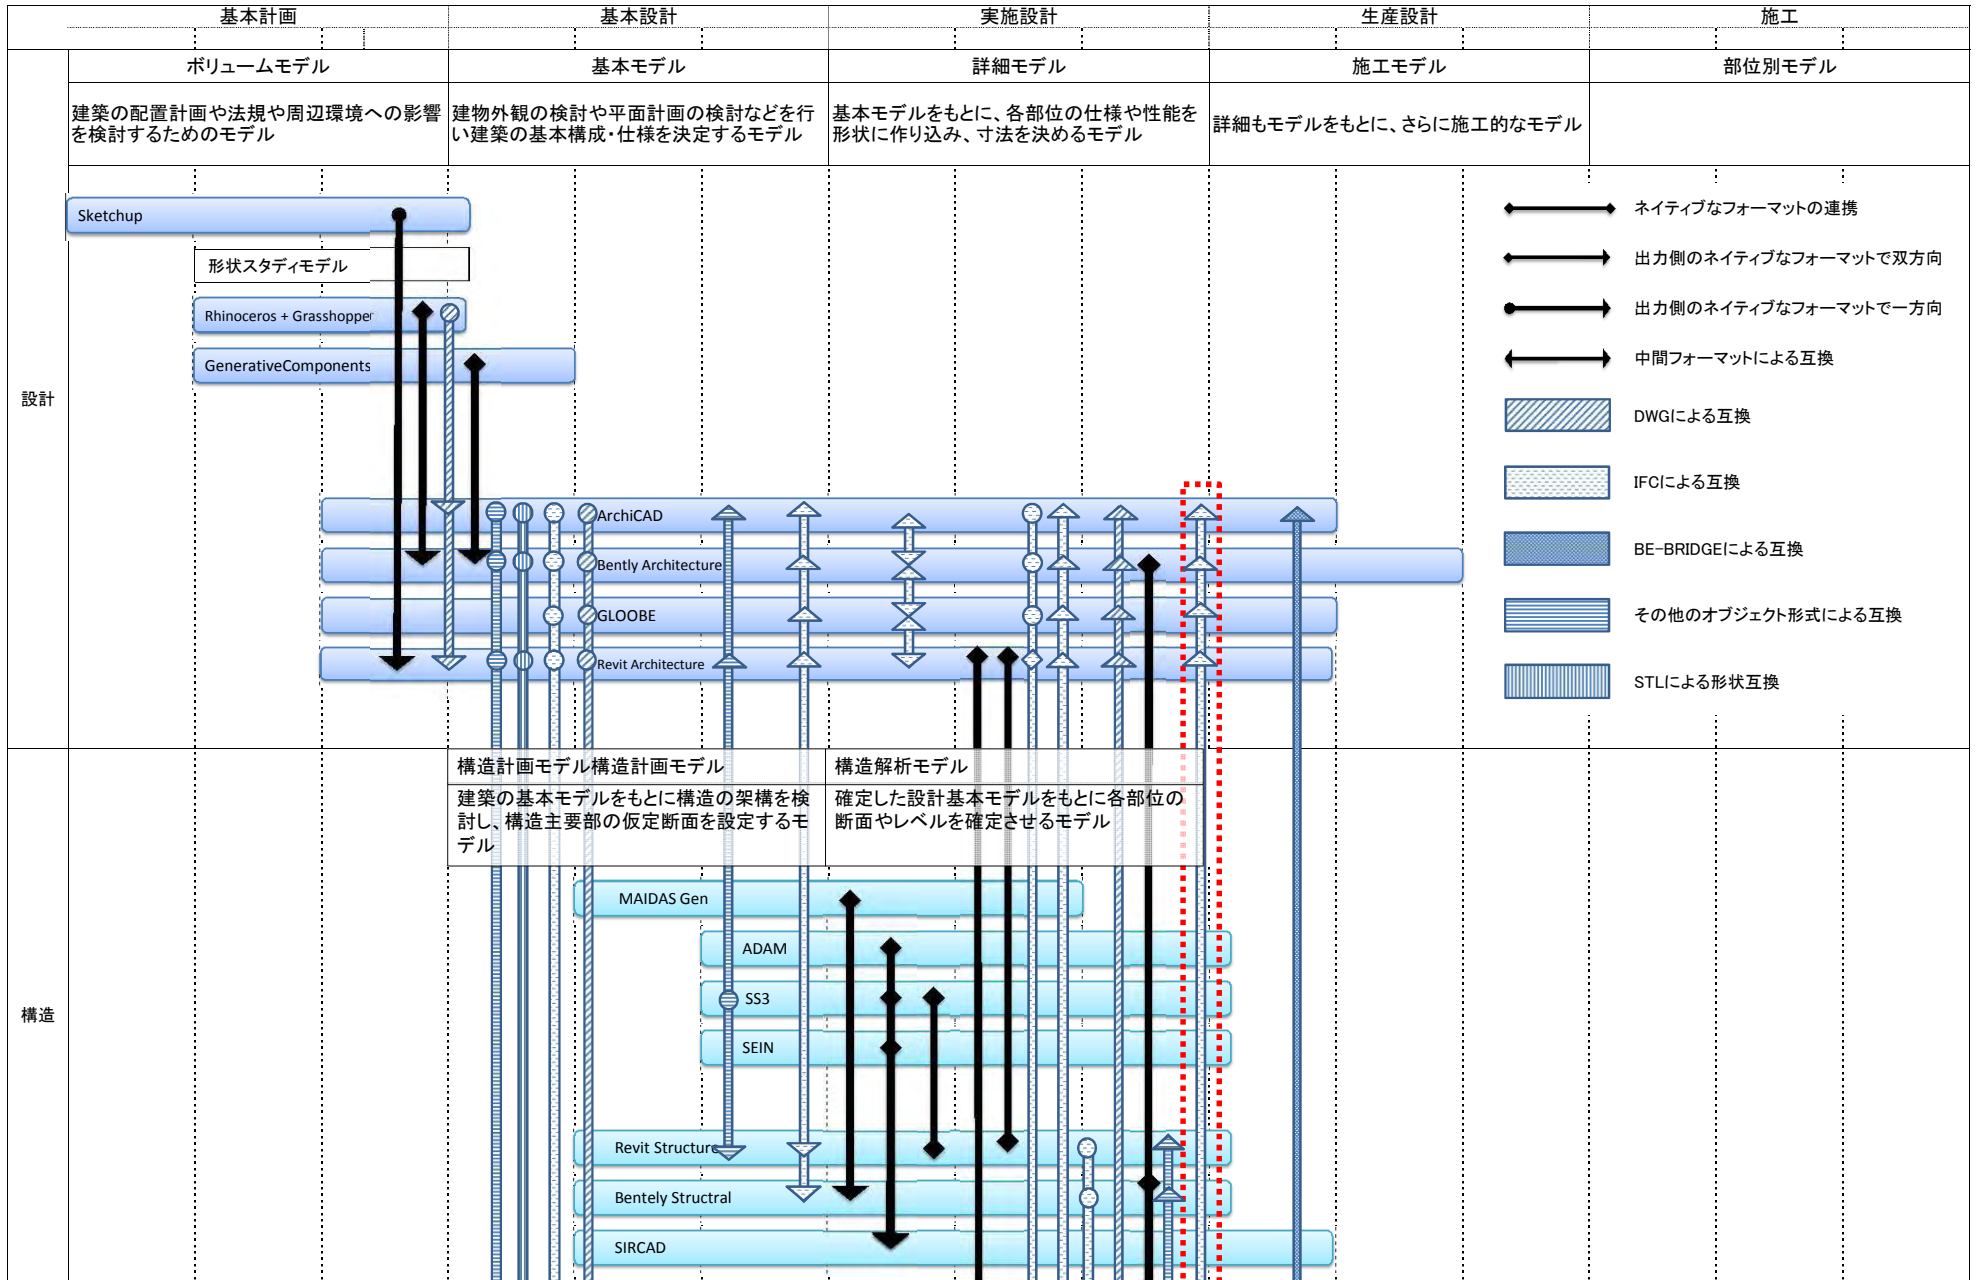 基本計画
基本設計
実施設計
生産設計
施工
ボリュームモデル
基本モデル
詳細モデル
施工モデル
部位別モデル
建築の配置計画や法規や周辺環境への影響
を検討するためのモデル
建物外観の検討や平面計画の検討などを行
い建築の基本構成・仕様を決定するモデル
基本モデルをもとに、各部位の仕様や性能を
形状に作り込み、寸法を決めるモデル
詳細もモデルをもとに、さらに施工的なモデル
設計
Sketchup
形状スタディモデル
Rhinoceros + Grasshopper
GenerativeComponents
ArchiCAD
Bently Architecture
GLOOBE
Revit Architecture
ネイティブなフォーマットの連携
出力側のネイティブなフォーマットで双方向
出力側のネイティブなフォーマットで一方向
中間フォーマットによる互換
DWGによる互換
IFCによる互換
BE-BRIDGEによる互換
その他のオブジェクト形式による互換
STLによる形状互換
構造
構造計画モデル構造計画モデル
建築の基本モデルをもとに構造の架構を検
討し、構造主要部の仮定断面を設定するモ
デル
構造解析モデル
確定した設計基本モデルをもとに各部位の
断面やレベルを確定させるモデル
MAIDAS Gen
ADAM
SS3
SEIN
Revit Structure
Bentely Structral
SIRCAD